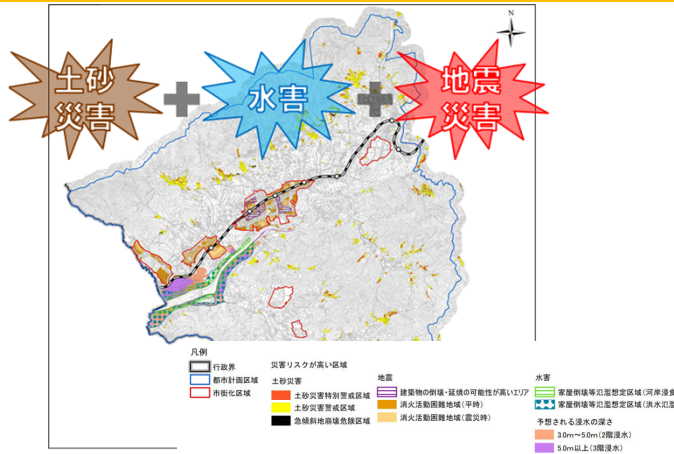 土砂
災害
水害
地震
災害
N
凡例
行政界
都市計画区域
市街化区域
災害リスクが高い区域
土砂災害
土砂災害特別警戒区域
土砂災害警戒区域
急傾斜地崩壊危険区域
地震
建築物の倒壊・延焼の可能性が高いエリア
消火活動困難地域(平時)
消火活動困難地域(震災時)
水害
家屋倒壊等氾濫想定区域(河岸浸食
家屋倒壊等氾濫想定区域(洪水氾濫
予想される浸水の深さ
3.0m~5.0m(2階浸水)
5.0m以上(3階浸水)